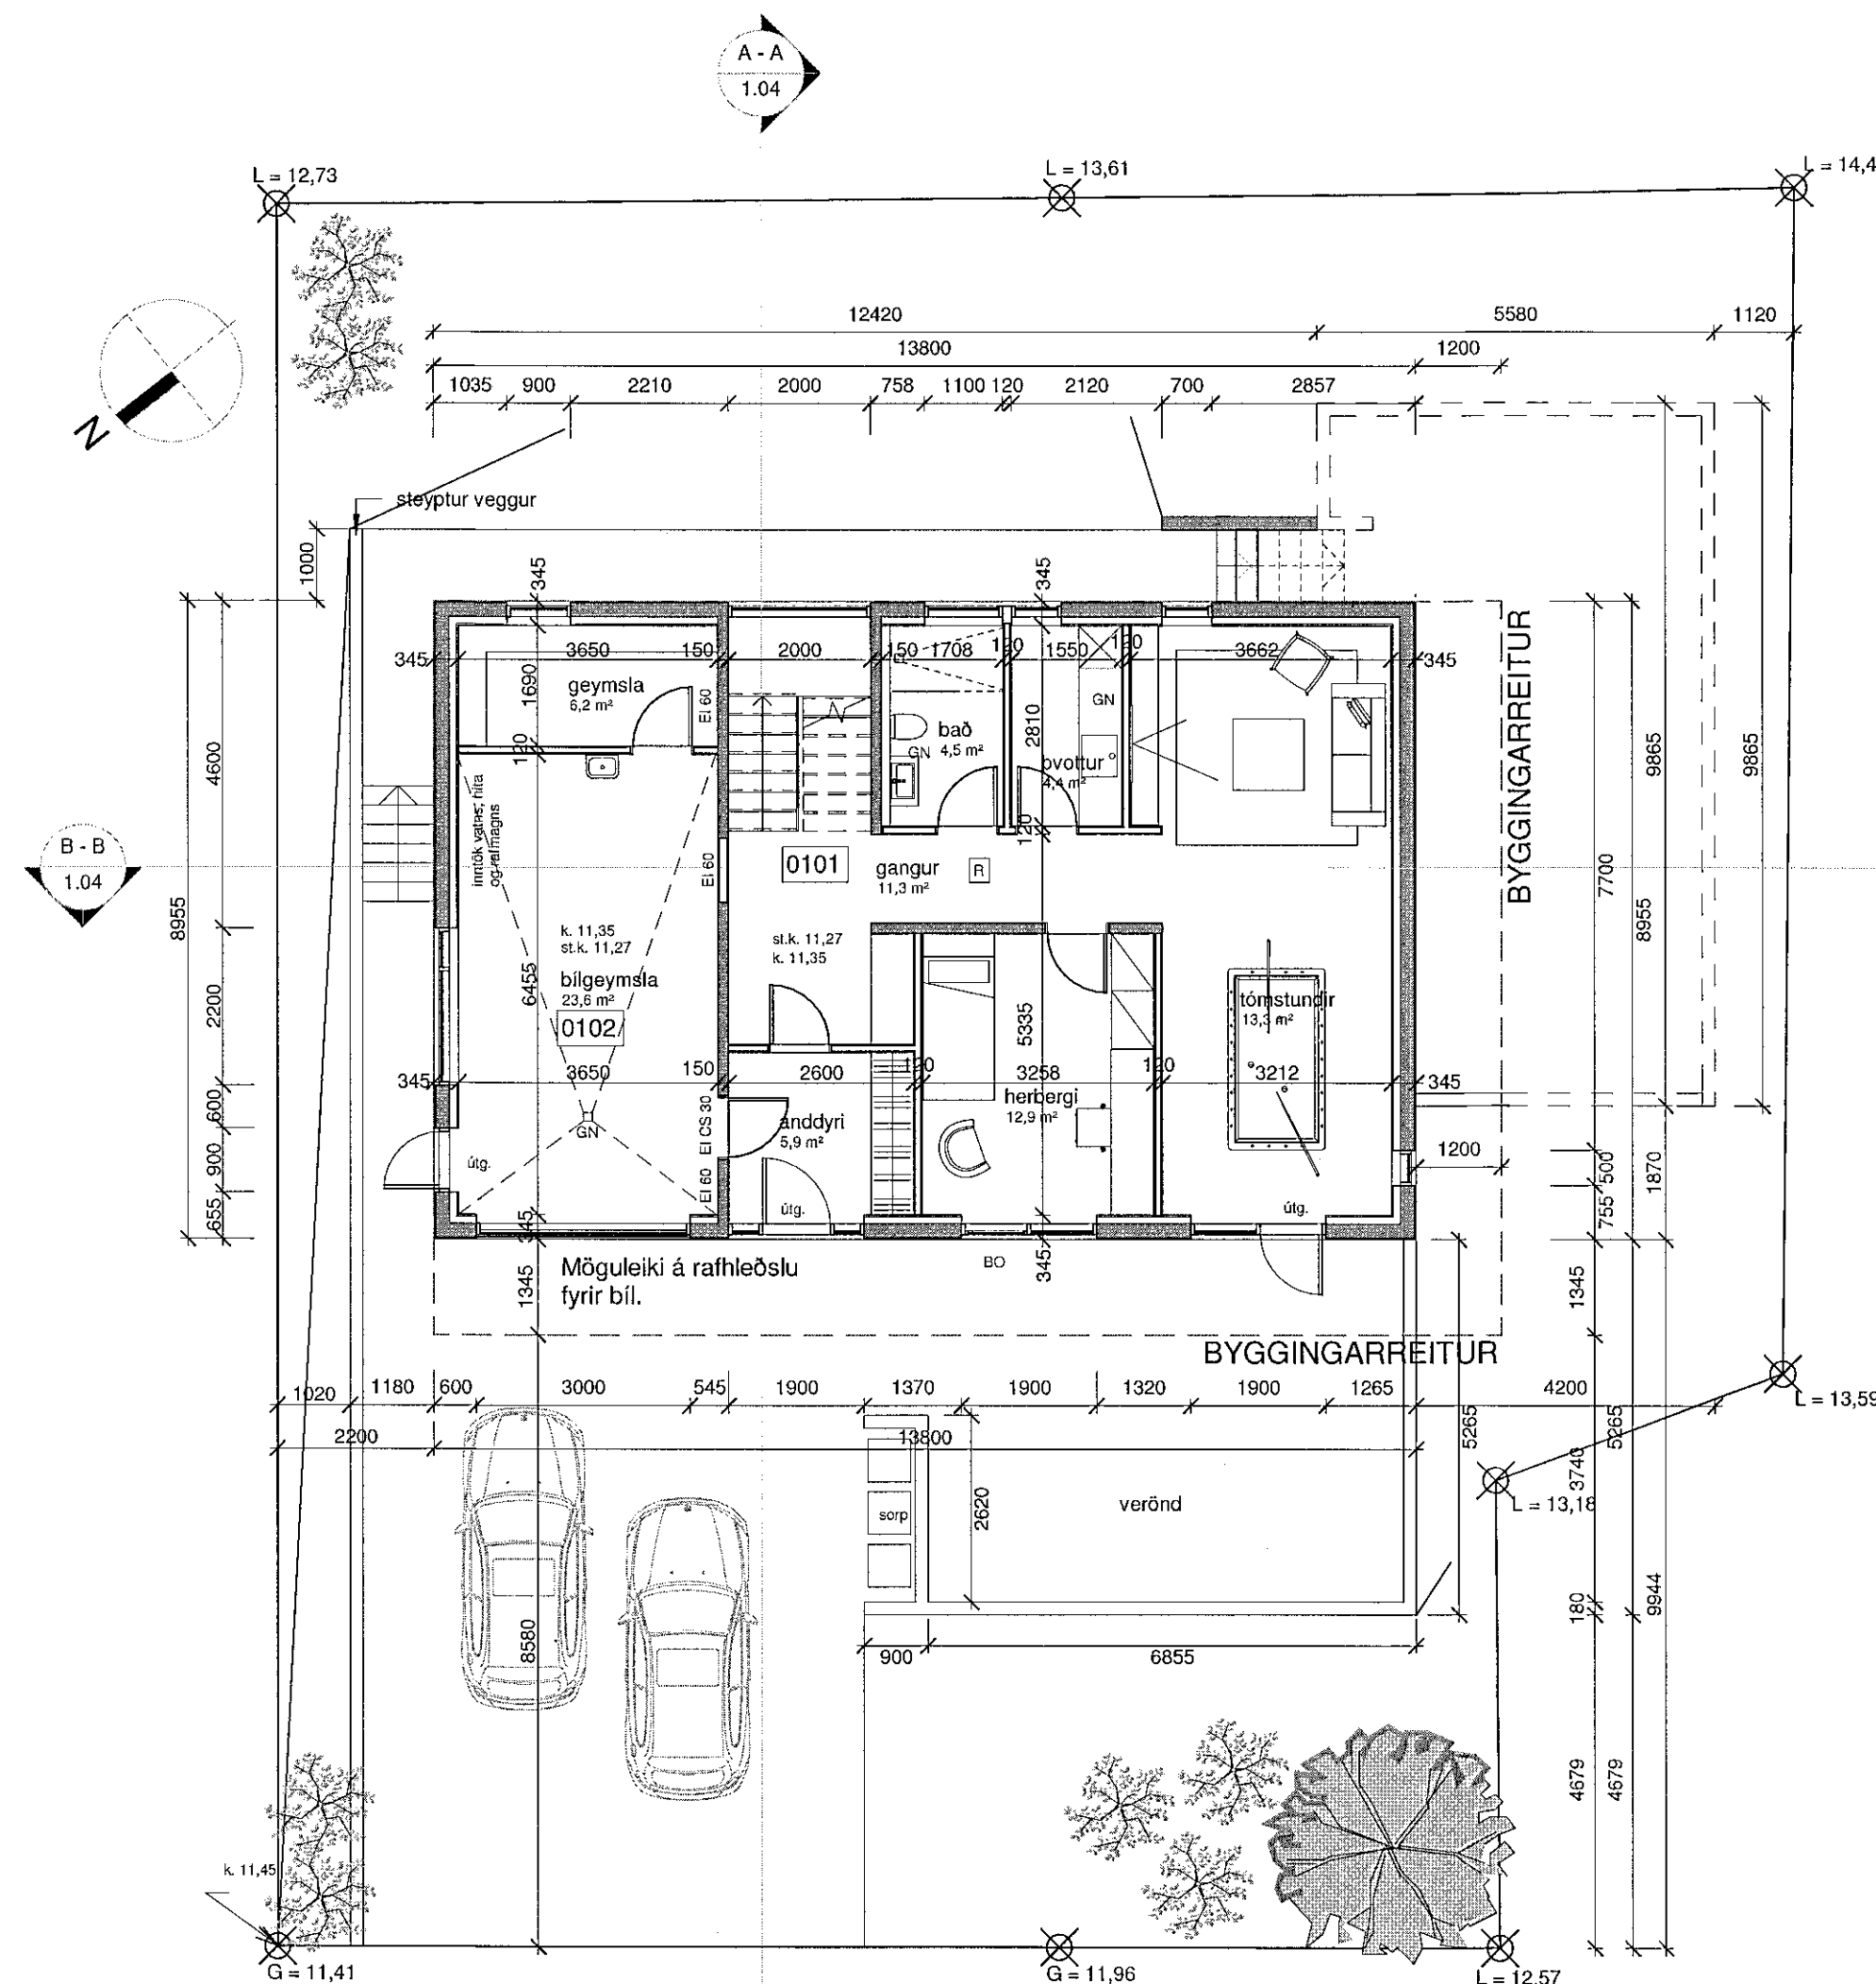 A - A
1.04
L = 12,73
L = 13,61
L = 14,4
12420
5580
1120
13800
1200
1035
900
2210
2000
758
1100
120
2120
700
2857
N
steyptur veggur
1000
345
345
345
3650
150
2000
150
1708
120
1550
120
3662
345
geymsla
6,2 m²
1690
EI 60
GN
bað
4,5 m²
GN
2810
þvottur
4,4 m²
120
120
BYGGINGARREITUR
4600
8955
9865
9865
7700
8955
B - B
1.04
inntök vatns, hita
og rafmagns
EI 60
0101
gangur
11,3 m²
R
k. 11,35
st.k. 11,27
st.k. 11,27
k. 11,35
6455
bílgeymsla
23,6 m²
0102
2200
5335
tómstundir
13,3 m²
345
3650
150
2600
120
3258
120
3212
345
herbergi
12,9 m²
anddyri
5,9 m²
EI CS 30
GN
600
900
655
útg.
EI 60
útg.
útg.
1200
500
755
1870
345
1345
Möguleiki á rafhleðslu
fyrir bíl.
BO
345
1345
BYGGINGARREITUR
1020
1180
600
3000
545
1900
1370
1900
1320
1900
1265
4200
L = 13,59
2200
13800
5265
5265
3740
L = 13,18
sorp
2620
verönd
180
9944
8580
900
6855
4679
4679
k. 11,45
G = 11,41
G = 11,96
L = 12,57